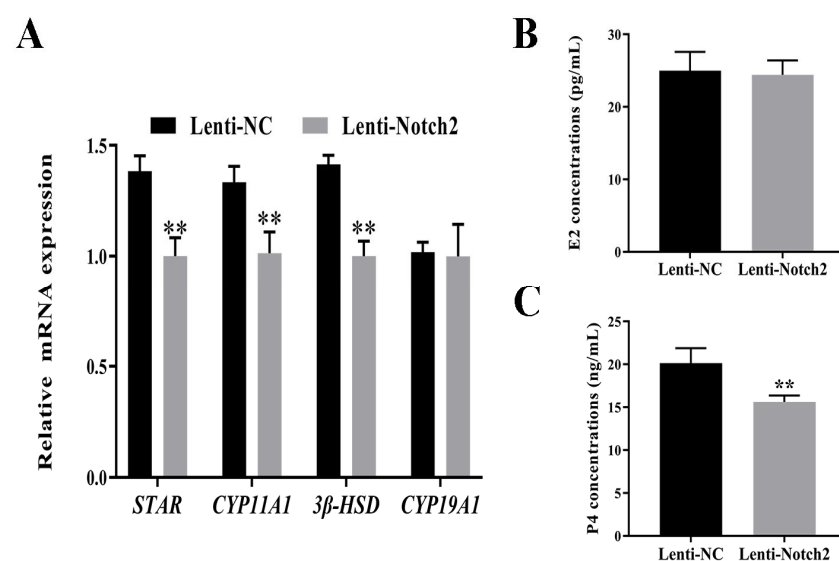 A
Lenti-NC Lenti-Notch2
Relative mRNA expression
1.5
1.0
0.5
0.0
** ** **
STAR CYP11A1 3β-HSD CYP19A1
B
E2 concentrations (pg/mL)
30
20
10
0
Lenti-NC Lenti-Notch2
C
P4 concentrations (ng/mL)
25
20
15
10
5
0
**
Lenti-NC Lenti-Notch2